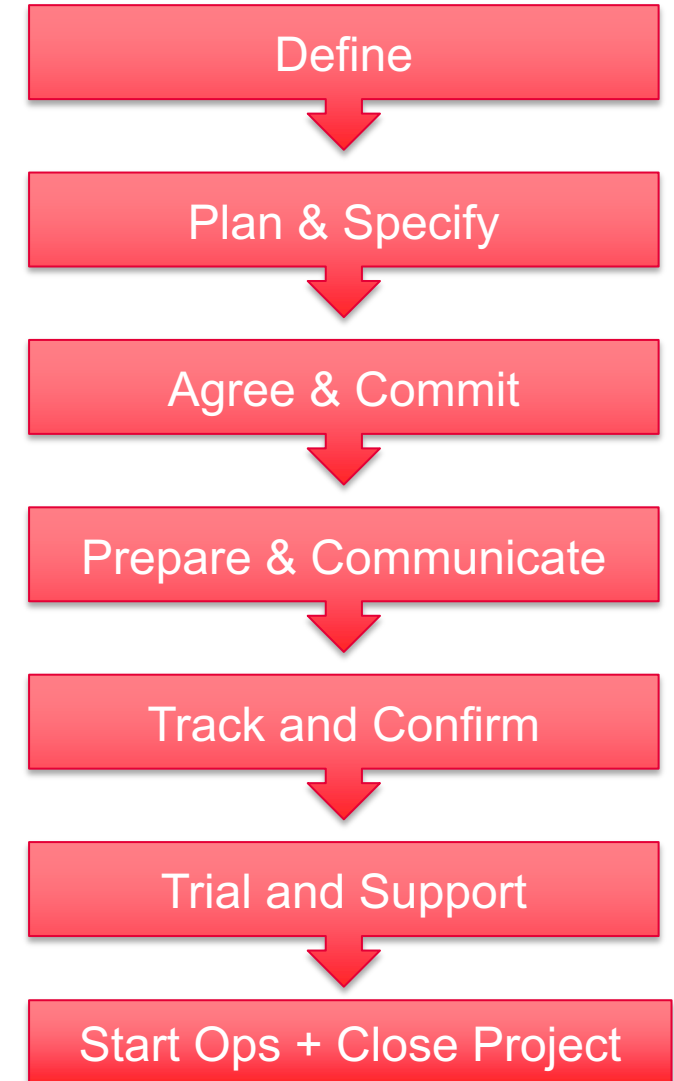 Define
Plan & Specify
Agree & Commit
Prepare & Communicate
Track and Confirm
Trial and Support
Start Ops + Close Project